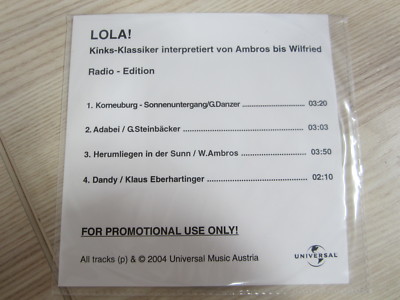 LOLA!
Kinks-Klassiker interpretiert von Ambros bis Wilfried
Radio - Edition
1. Korneuburg - Sonnenuntergang/G.Danzer .......................... 03:20
2. Adabei / G.Steinbäcker .................................................. 03:03
3. Herumliegen in der Sunn / W.Ambros ............................. 03:50
4. Dandy / Klaus Eberhartinger ........................................... 02:10
FOR PROMOTIONAL USE ONLY!
All tracks (p) & © 2004 Universal Music Austria
UNIVERSAL